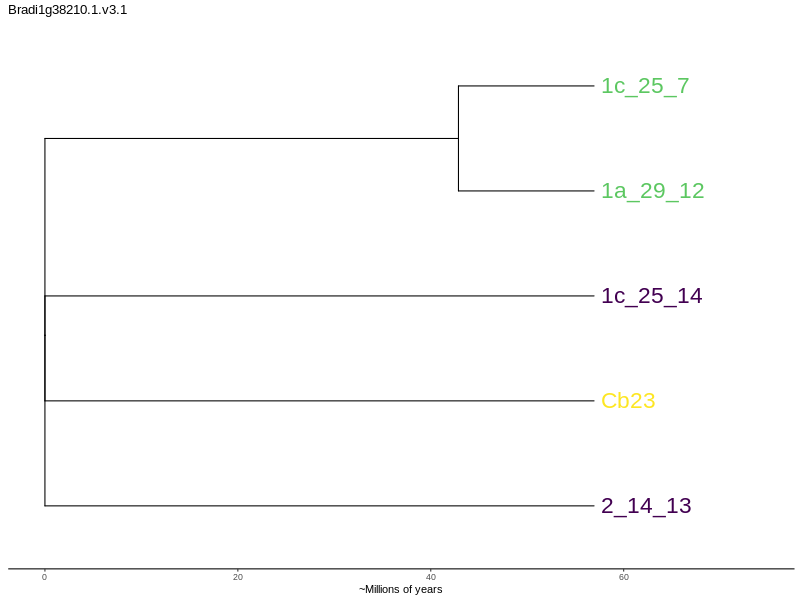 Bradi1g38210.1.v3.1
1c_25_7
1a_29_12
1c_25_14
Cb23
2_14_13
0 20 40 60
~Millions of years